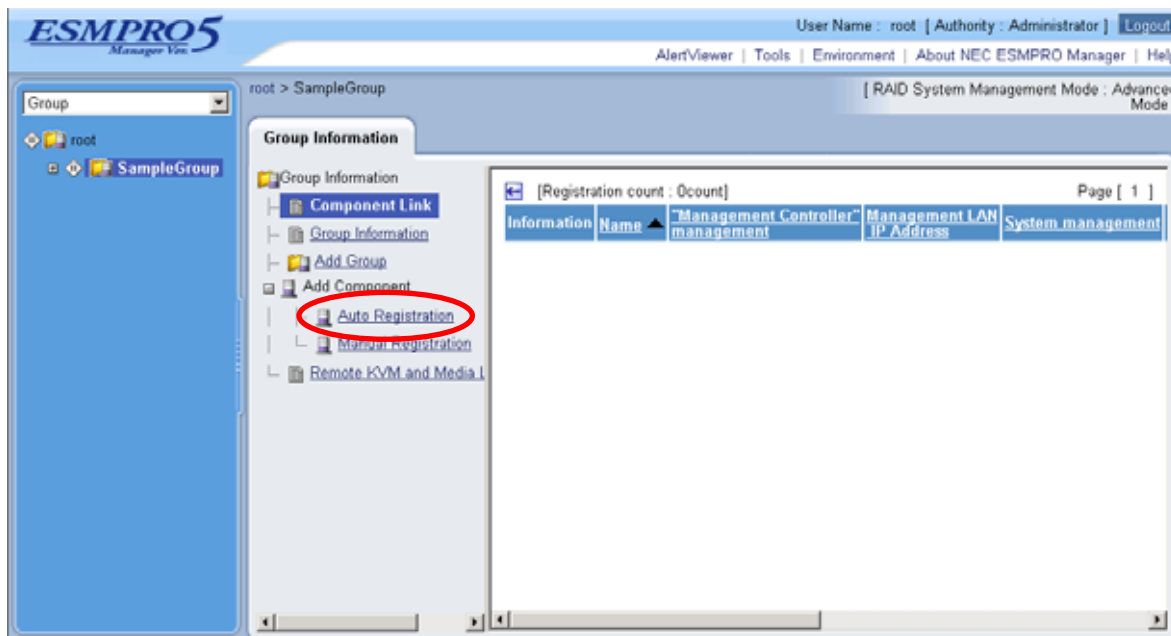 ESMPRO5
Manager Ver.
User Name : root [ Authority : Administrator ] Logout
AlertViewer | Tools | Environment | About NEC ESMPRO Manager | Hel
Group
root > SampleGroup
[ RAID System Management Mode : Advance
Mode
root
SampleGroup
Group Information
Group Information
Component Link
Group Information
Add Group
Add Component
Auto Registration
Manual Registration
Remote KVM and Media L
[Registration count : 0count]
Page [ 1 ]
Information
Name
"Management Controller"
management
Management LAN
IP Address
System management